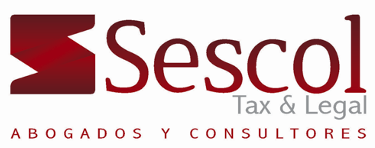 Sescol
Tax & Legal
ABOGADOS Y CONSULTORES